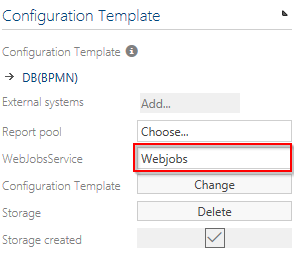 Configuration Template
Configuration Template
DB(BPMN)
External systems Add...
Report pool Choose...
WebJobsService Webjobs
Configuration Template Change
Storage Delete
Storage created